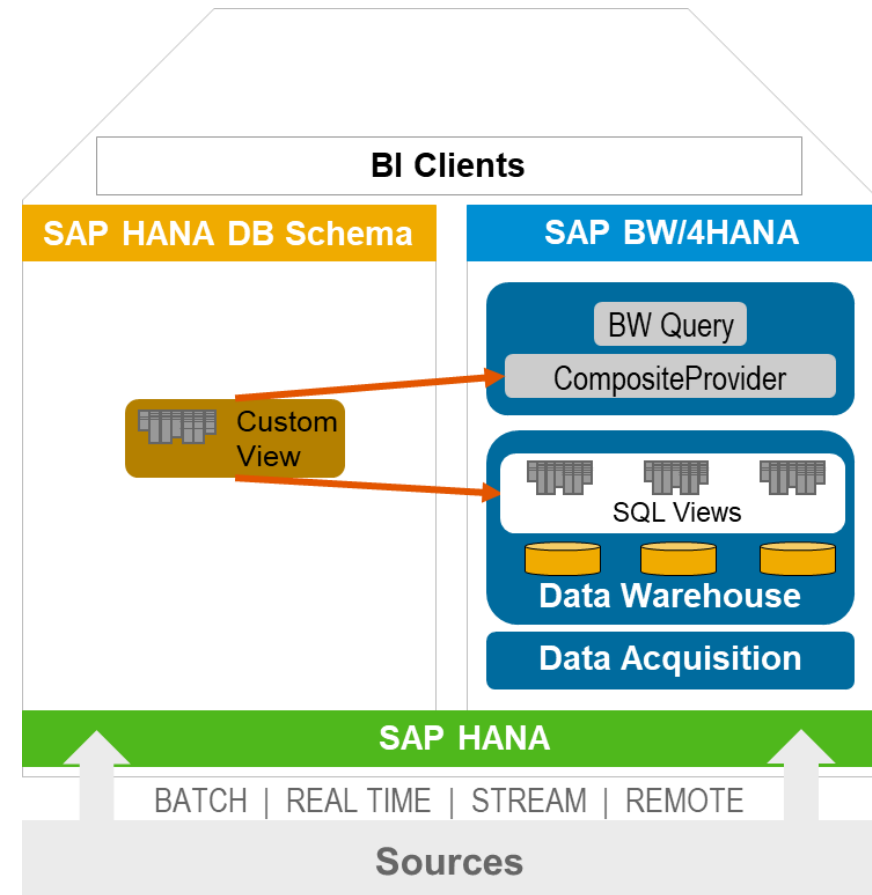 BI Clients
SAP HANA DB Schema
SAP BW/4HANA
BW Query
CompositeProvider
Custom
View
SQL Views
Data Warehouse
Data Acquisition
SAP HANA
BATCH | REAL TIME | STREAM | REMOTE
Sources